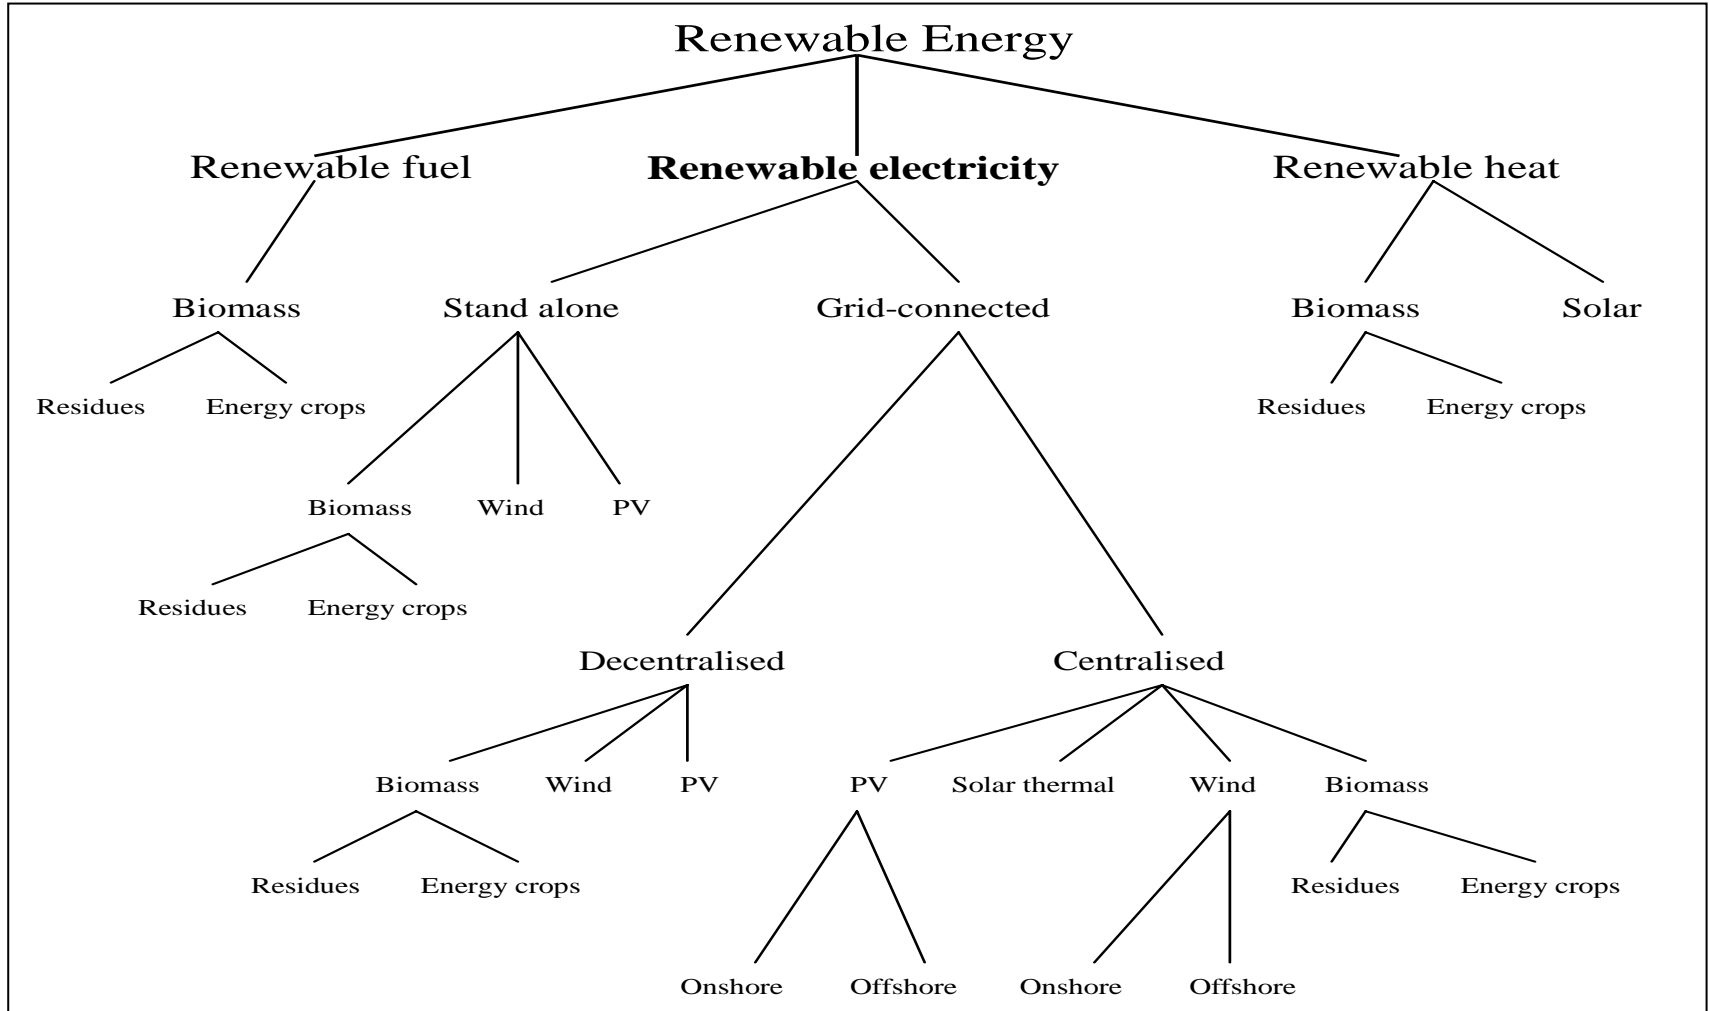 Renewable Energy
Renewable fuel Renewable electricity Renewable heat
Biomass Stand alone Grid-connected Biomass Solar
Residues Energy crops Residues Energy crops
Biomass Wind PV
Residues Energy crops
Decentralised Centralised
Biomass Wind PV PV Solar thermal Wind Biomass
Residues Energy crops Residues Energy crops
Onshore Offshore Onshore Offshore